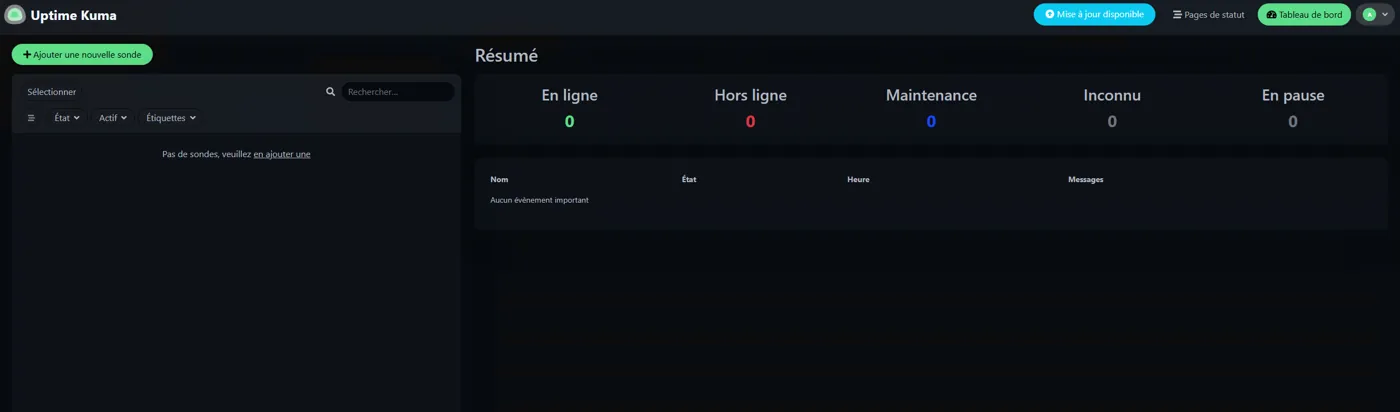 Uptime Kuma
Mise à jour disponible
Pages de statut
Tableau de bord
A
Ajouter une nouvelle sonde
Sélectionner
Rechercher...
État
Actif
Étiquettes
Pas de sondes, veuillez en ajouter une
Résumé
En ligne Hors ligne Maintenance Inconnu En pause
0 0 0 0 0
Nom État Heure Messages
Aucun évènement important